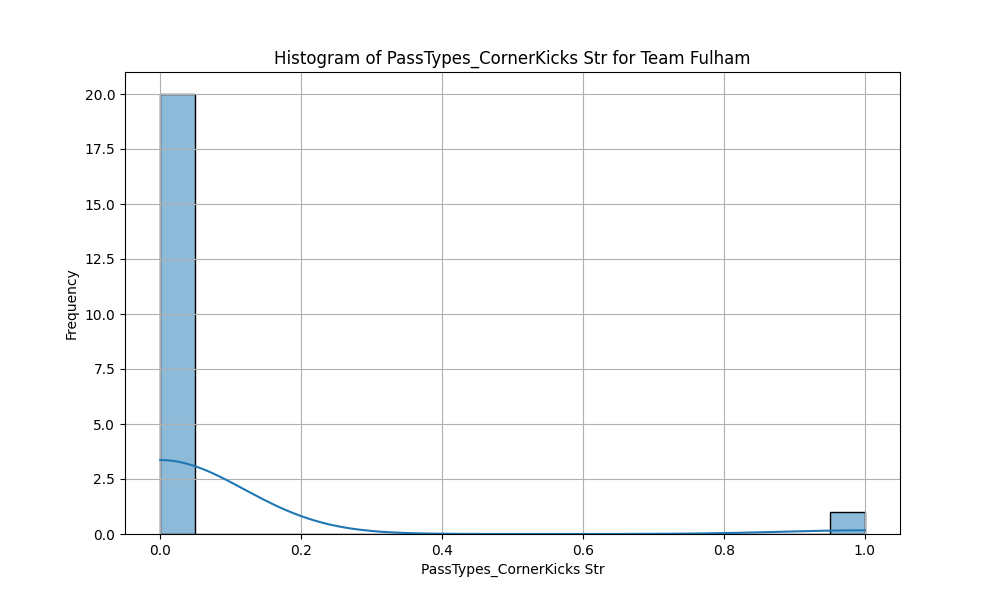 Histogram of PassTypes_CornerKicks Str for Team Fulham
20.0
17.5
15.0
12.5
10.0
7.5
5.0
2.5
0.0
Frequency
0.0 0.2 0.4 0.6 0.8 1.0
PassTypes_CornerKicks Str